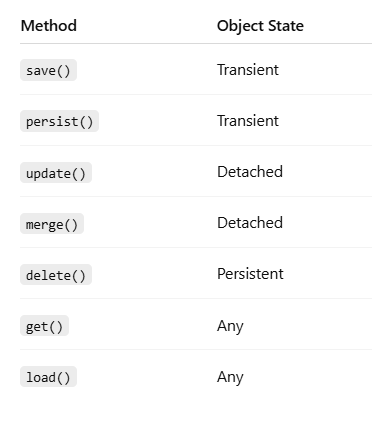 Method Object State
save() Transient
persist() Transient
update() Detached
merge() Detached
delete() Persistent
get() Any
load() Any